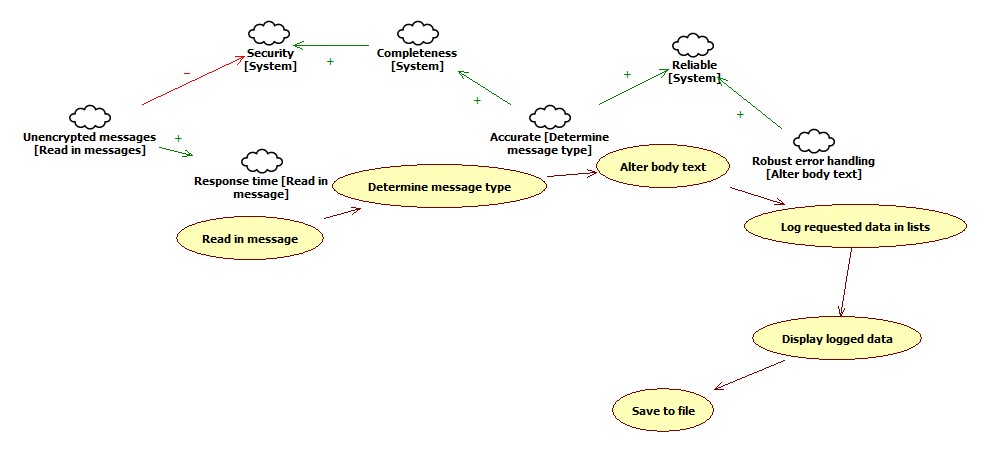 Security
[System]
+
Completeness
[System]
Reliable
[System]
−
+
+
+
Unencrypted messages
[Read in messages]
+
Accurate [Determine
message type]
Robust error handling
[Alter body text]
Response time [Read in
message]
Determine message type
Alter body text
Read in message
Log requested data in lists
Display logged data
Save to file